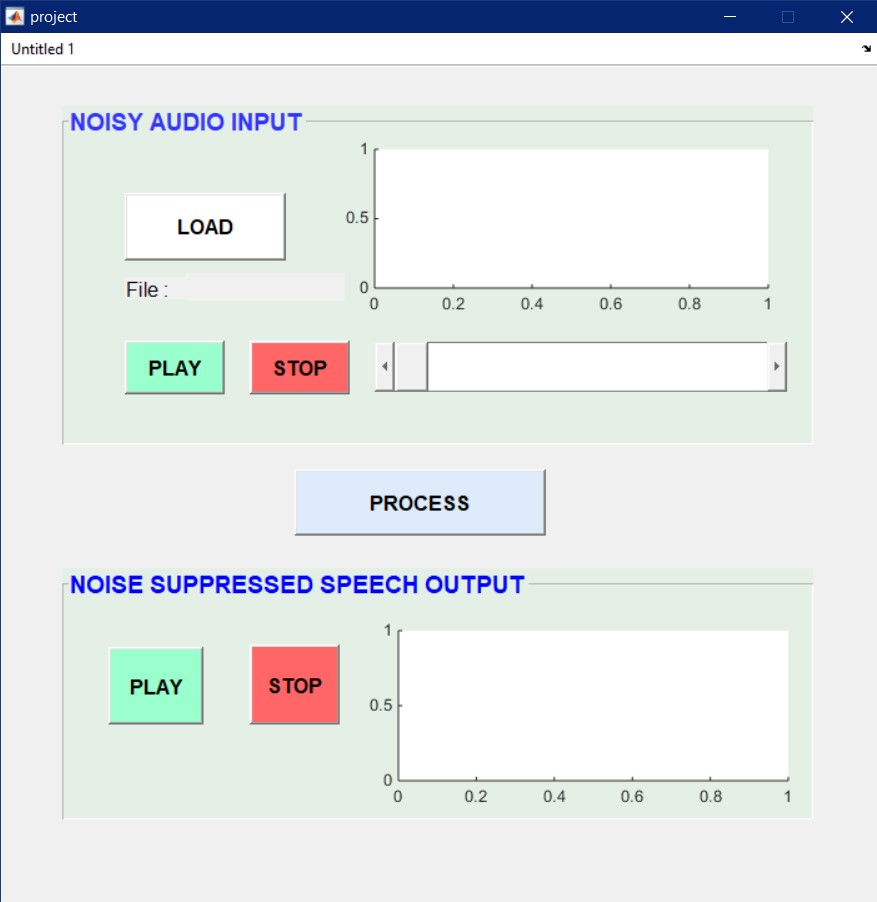 project
Untitled 1
NOISY AUDIO INPUT
LOAD
File :
1
0.5
0
0 0.2 0.4 0.6 0.8 1
PLAY STOP
PROCESS
NOISE SUPPRESSED SPEECH OUTPUT
PLAY STOP
1
0.5
0
0 0.2 0.4 0.6 0.8 1